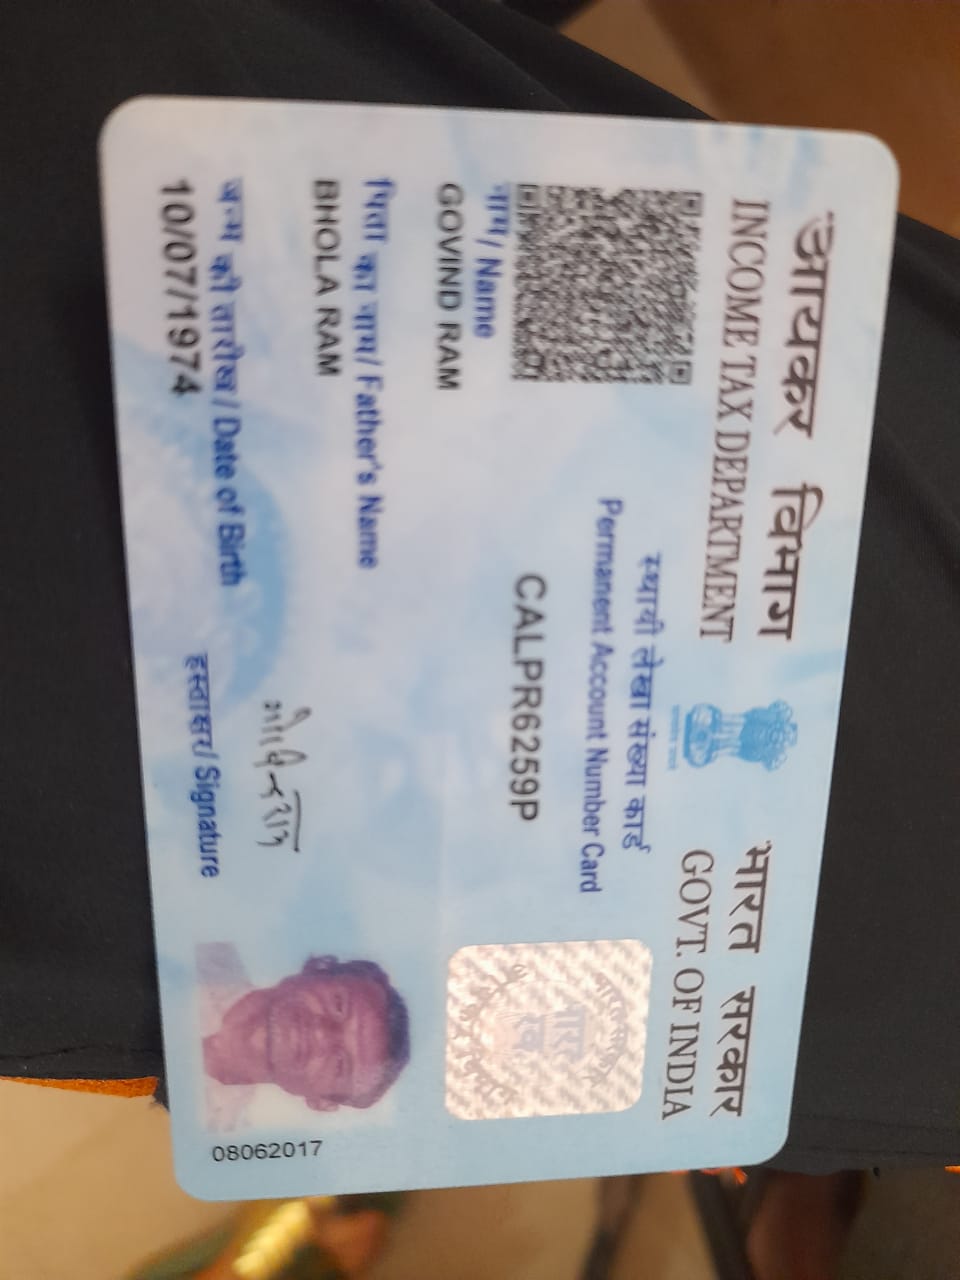 आयकर विभाग
INCOME TAX DEPARTMENT
भारत सरकार
GOVT. OF INDIA
स्थायी लेखा संख्या कार्ड
Permanent Account Number Card
CALPR6259P
नाम / Name
GOVIND RAM
पिता का नाम / Father's Name
BHOLA RAM
जन्म की तारीख / Date of Birth
10/07/1974
गोविन्द राम
हस्ताक्षर / Signature
08062017